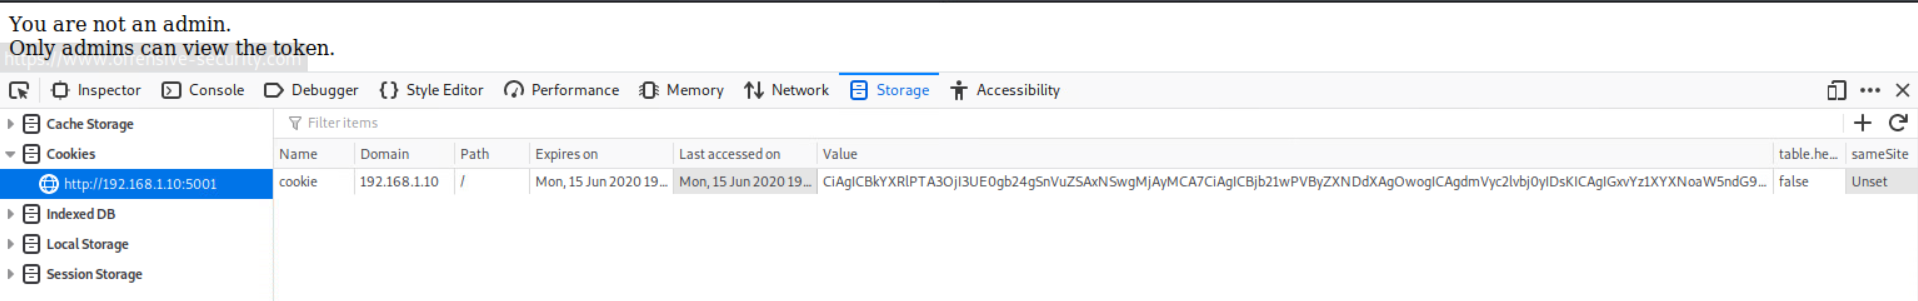 You are not an admin.
Only admins can view the token.
https://www.offensive-security.com
Inspector Console Debugger {} Style Editor Performance Memory Network Storage Accessibility
Cache Storage Filter items
Cookies Name Domain Path Expires on Last accessed on Value table.he... sameSite
http://192.168.1.10:5001 cookie 192.168.1.10 / Mon, 15 Jun 2020 19... Mon, 15 Jun 2020 19... CiAgICBkYXRlPTA3OjI3UE0gb24gSnVuZSAxNSwgMjAyMCA7CiAgICBjb21wPVByZXNDdXAgOwogICAgdmVyc2lvbj0yIDsKICAgIGxvYz1XYXNoaW5ndG9... false Unset
Indexed DB
Local Storage
Session Storage